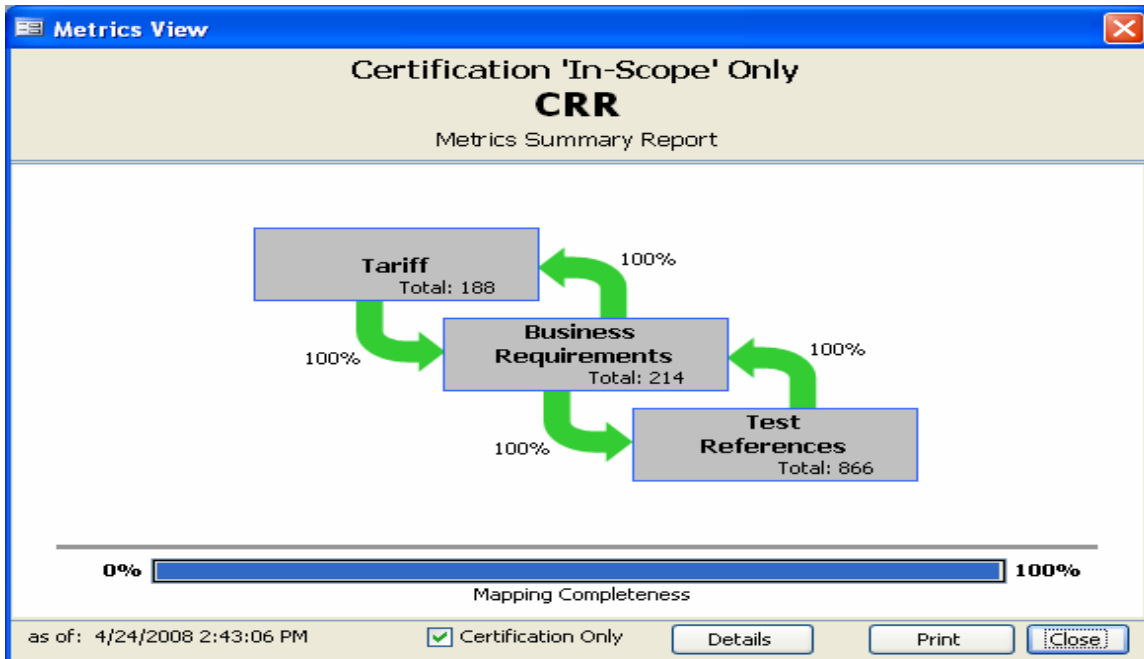 Metrics View
Certification 'In-Scope' Only
CRR
Metrics Summary Report
Tariff
Total: 188
100%
100%
Business
Requirements
Total: 214
100%
100%
Test
References
Total: 866
0%
100%
Mapping Completeness
as of: 4/24/2008 2:43:06 PM
Certification Only
Details
Print
Close